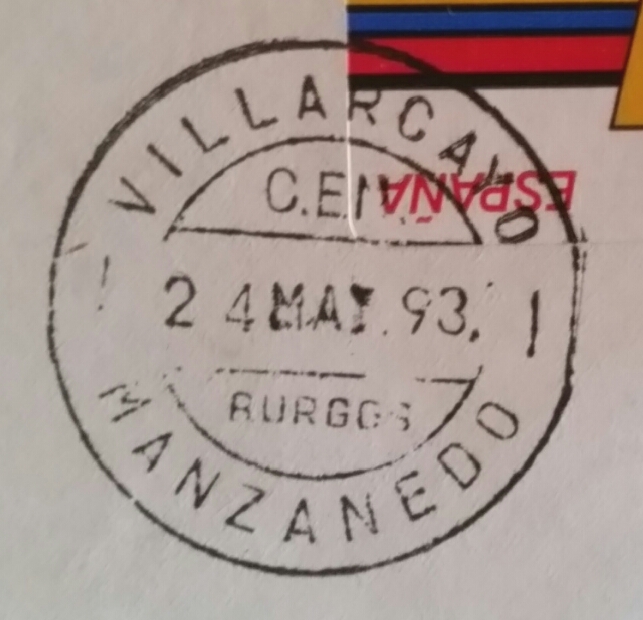 VILLARCAYO
C.E.
ESPAÑA
24 MAY. 93.
BURGOS
MANZANEDO